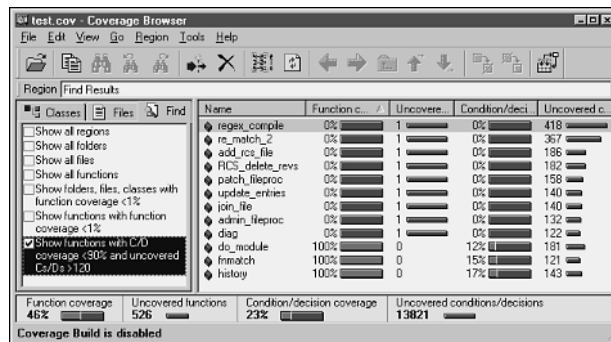 test.cov - Coverage Browser
File Edit View Go Region Tools Help
Region Find Results
Classes Files Find
Show all regions
Show all folders
Show all files
Show all functions
Show folders, files, classes with
function coverage <1%
Show functions with function
coverage <1%
Show functions with C/D
coverage <90% and uncovered
Cs/Ds >120
Name Function c... Uncovere... Condition/deci... Uncovered c...
regex_compile 0% 1 0% 418
re_match_2 0% 1 0% 367
add_rcs_file 0% 1 0% 186
RCS_delete_revs 0% 1 0% 182
patch_fileproc 0% 1 0% 158
update_entries 0% 1 0% 140
join_file 0% 1 0% 140
admin_fileproc 0% 1 0% 132
diag 0% 1 0% 122
do_module 100% 0 12% 181
fnmatch 100% 0 15% 121
history 100% 0 17% 143
Function coverage Uncovered functions Condition/decision coverage Uncovered conditions/decisions
46% 526 23% 13821
Coverage Build is disabled